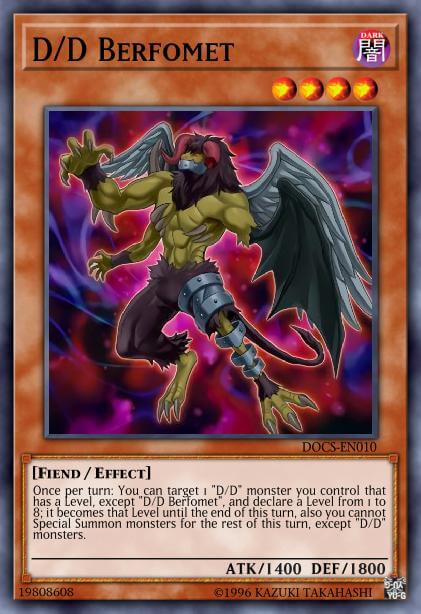 D/D Berfomet
DARK
闇
DOCS-EN010
[Fiend / Effect]
Once per turn: You can target 1 "D/D" monster you control that
has a Level, except "D/D Berfomet", and declare a Level from 1 to
8; it becomes that Level until the end of this turn, also you cannot
Special Summon monsters for the rest of this turn, except "D/D"
monsters.
ATK/1400 DEF/1800
19808608
©1996 KAZUKI TAKAHASHI